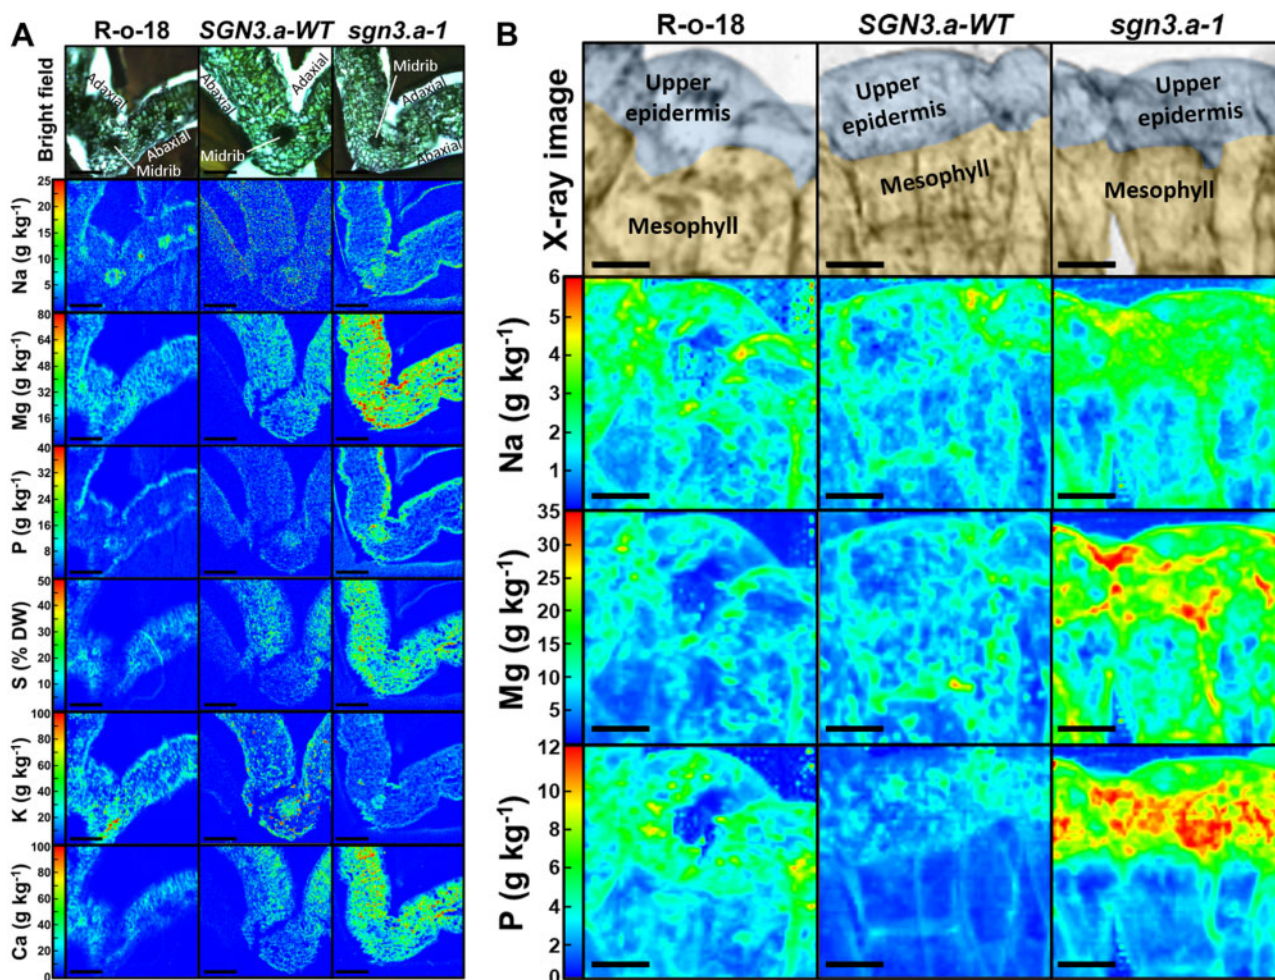 A
R-o-18
SGN3.a-WT
sgn3.a-1
Bright field
Adaxial
Abaxial
Midrib
Abaxial
Adaxial
Midrib
Midrib
Adaxial
Abaxial
Na (g kg-1)
25
20
15
10
5
Mg (g kg-1)
80
64
48
32
16
P (g kg-1)
40
32
24
16
8
S (% DW)
50
40
30
20
10
0
K (g kg-1)
100
80
60
40
20
Ca (g kg-1)
100
80
60
40
20
0
B
R-o-18
SGN3.a-WT
sgn3.a-1
X-ray image
Upper
epidermis
Mesophyll
Upper
epidermis
Mesophyll
Upper
epidermis
Mesophyll
Na (g kg-1)
6
5
4
3
2
1
Mg (g kg-1)
35
30
25
20
15
10
5
P (g kg-1)
12
10
8
6
4
2
0